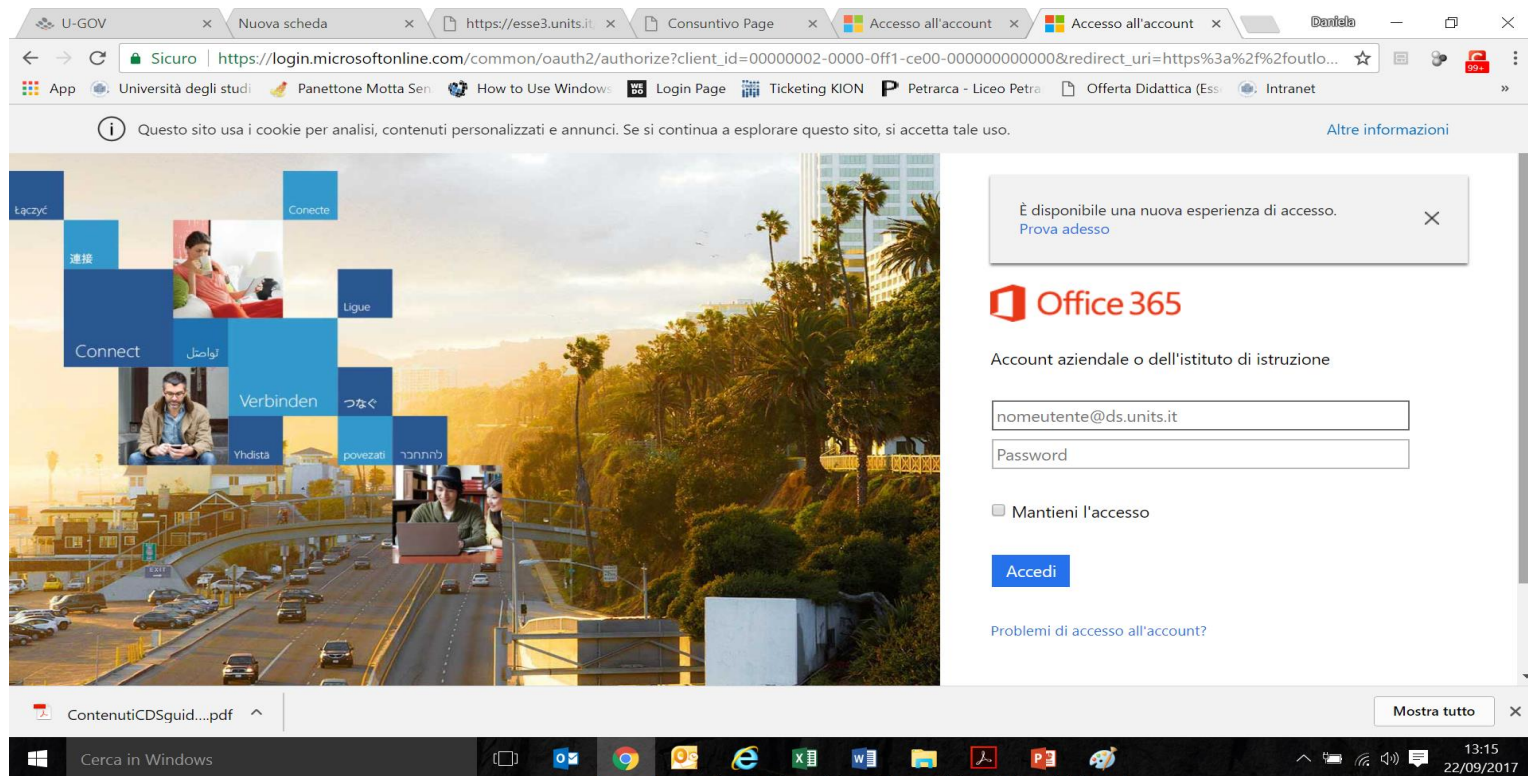 U-GOV
Nuova scheda
https://esse3.units.it
Consuntivo Page
Accesso all'account
Accesso all'account
Daniela
Sicuro
https://login.microsoftonline.com/common/oauth2/authorize?client_id=00000002-0000-0ff1-ce00-000000000000&redirect_uri=https%3a%2f%2foutlo...
99+
App
Università degli studi
Panettone Motta Sen
How to Use Windows
WE DO
Login Page
Ticketing KION
P
Petrarca - Liceo Petra
Offerta Didattica (Ess
Intranet
»
Questo sito usa i cookie per analisi, contenuti personalizzati e annunci. Se si continua a esplorare questo sito, si accetta tale uso.
Altre informazioni
Łączyć
Conecte
連接
Ligue
Connect
تواصل
Verbinden
つなぐ
Yhdistä
povezati
להתחבר
EXIT
È disponibile una nuova esperienza di accesso.
Prova adesso
Office 365
Account aziendale o dell'istituto di istruzione
nomeutente@ds.units.it
Password
Mantieni l'accesso
Accedi
Problemi di accesso all'account?
ContenutiCDSguid....pdf
Mostra tutto
Cerca in Windows
13:15
22/09/2017